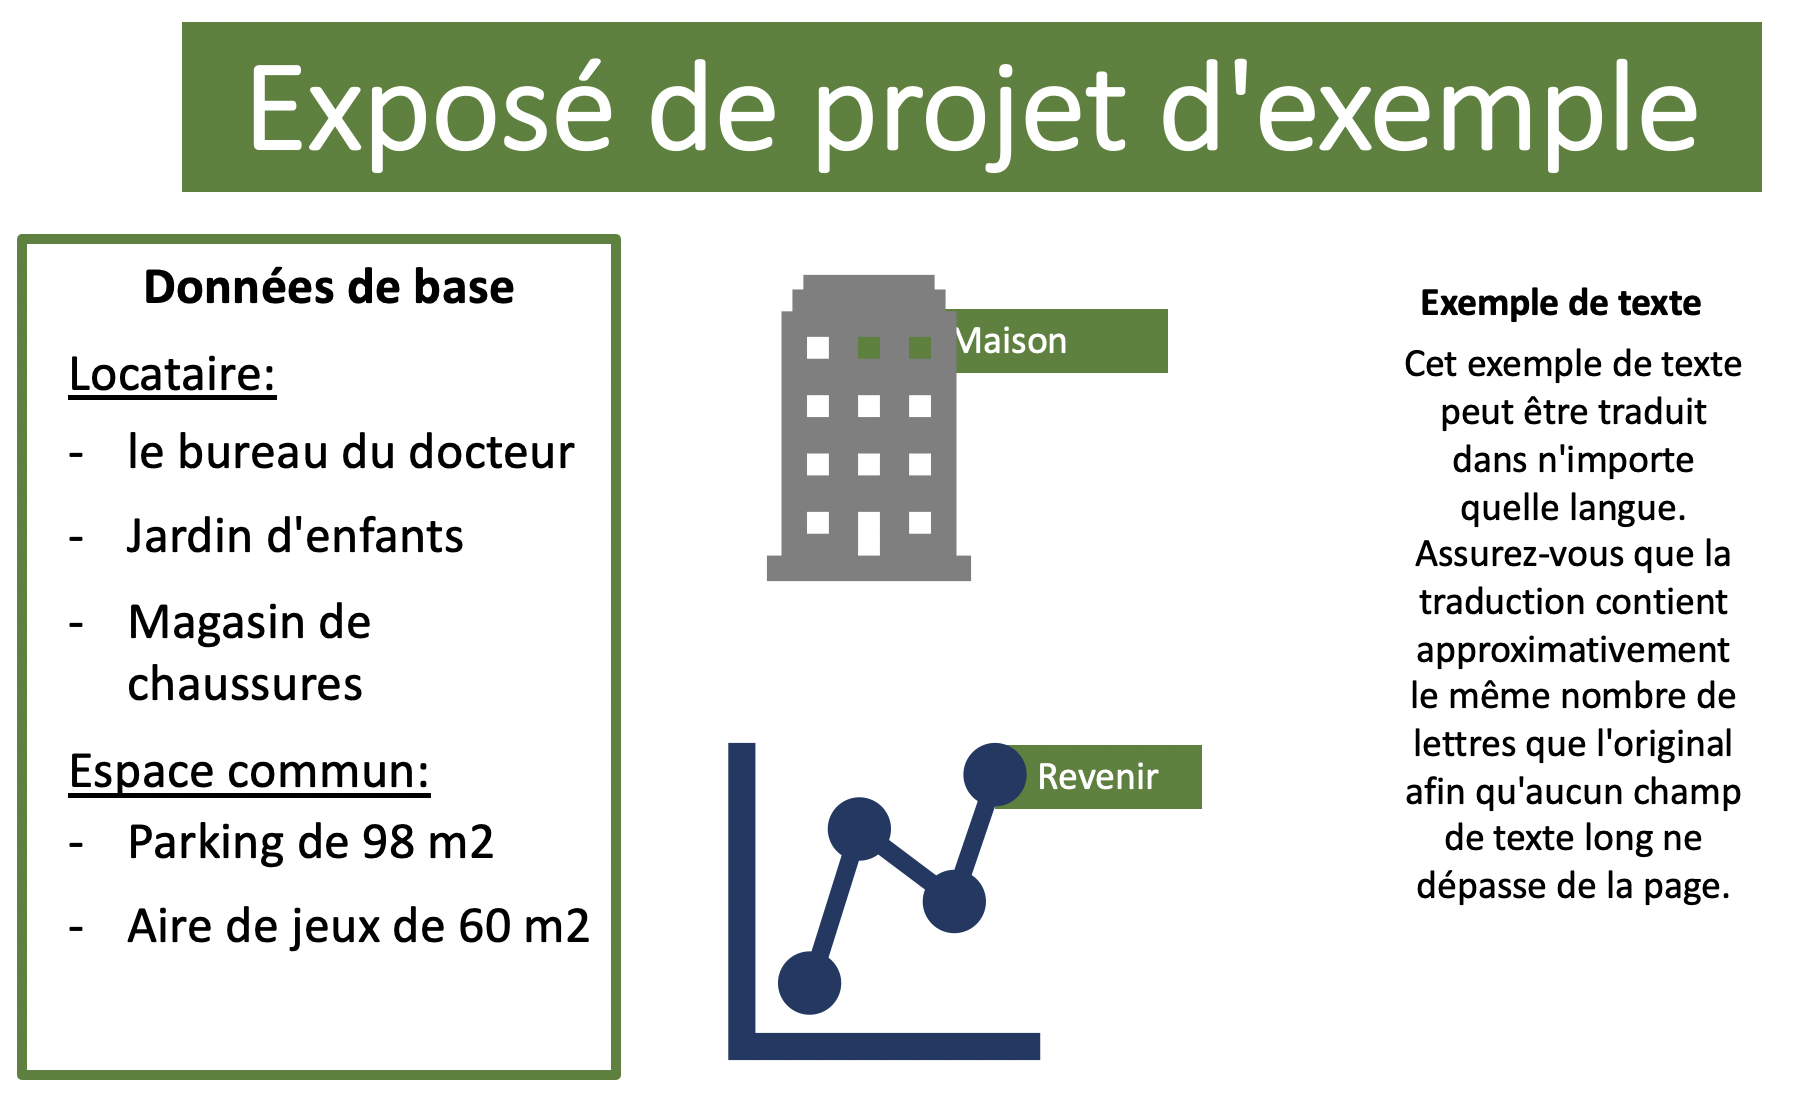 Exposé de projet d'exemple
Données de base
Locataire:
- le bureau du docteur
- Jardin d'enfants
- Magasin de
chaussures
Espace commun:
- Parking de 98 m2
- Aire de jeux de 60 m2
Maison
Revenir
Exemple de texte
Cet exemple de texte
peut être traduit
dans n'importe
quelle langue.
Assurez-vous que la
traduction contient
approximativement
le même nombre de
lettres que l'original
afin qu'aucun champ
de texte long ne
dépasse de la page.